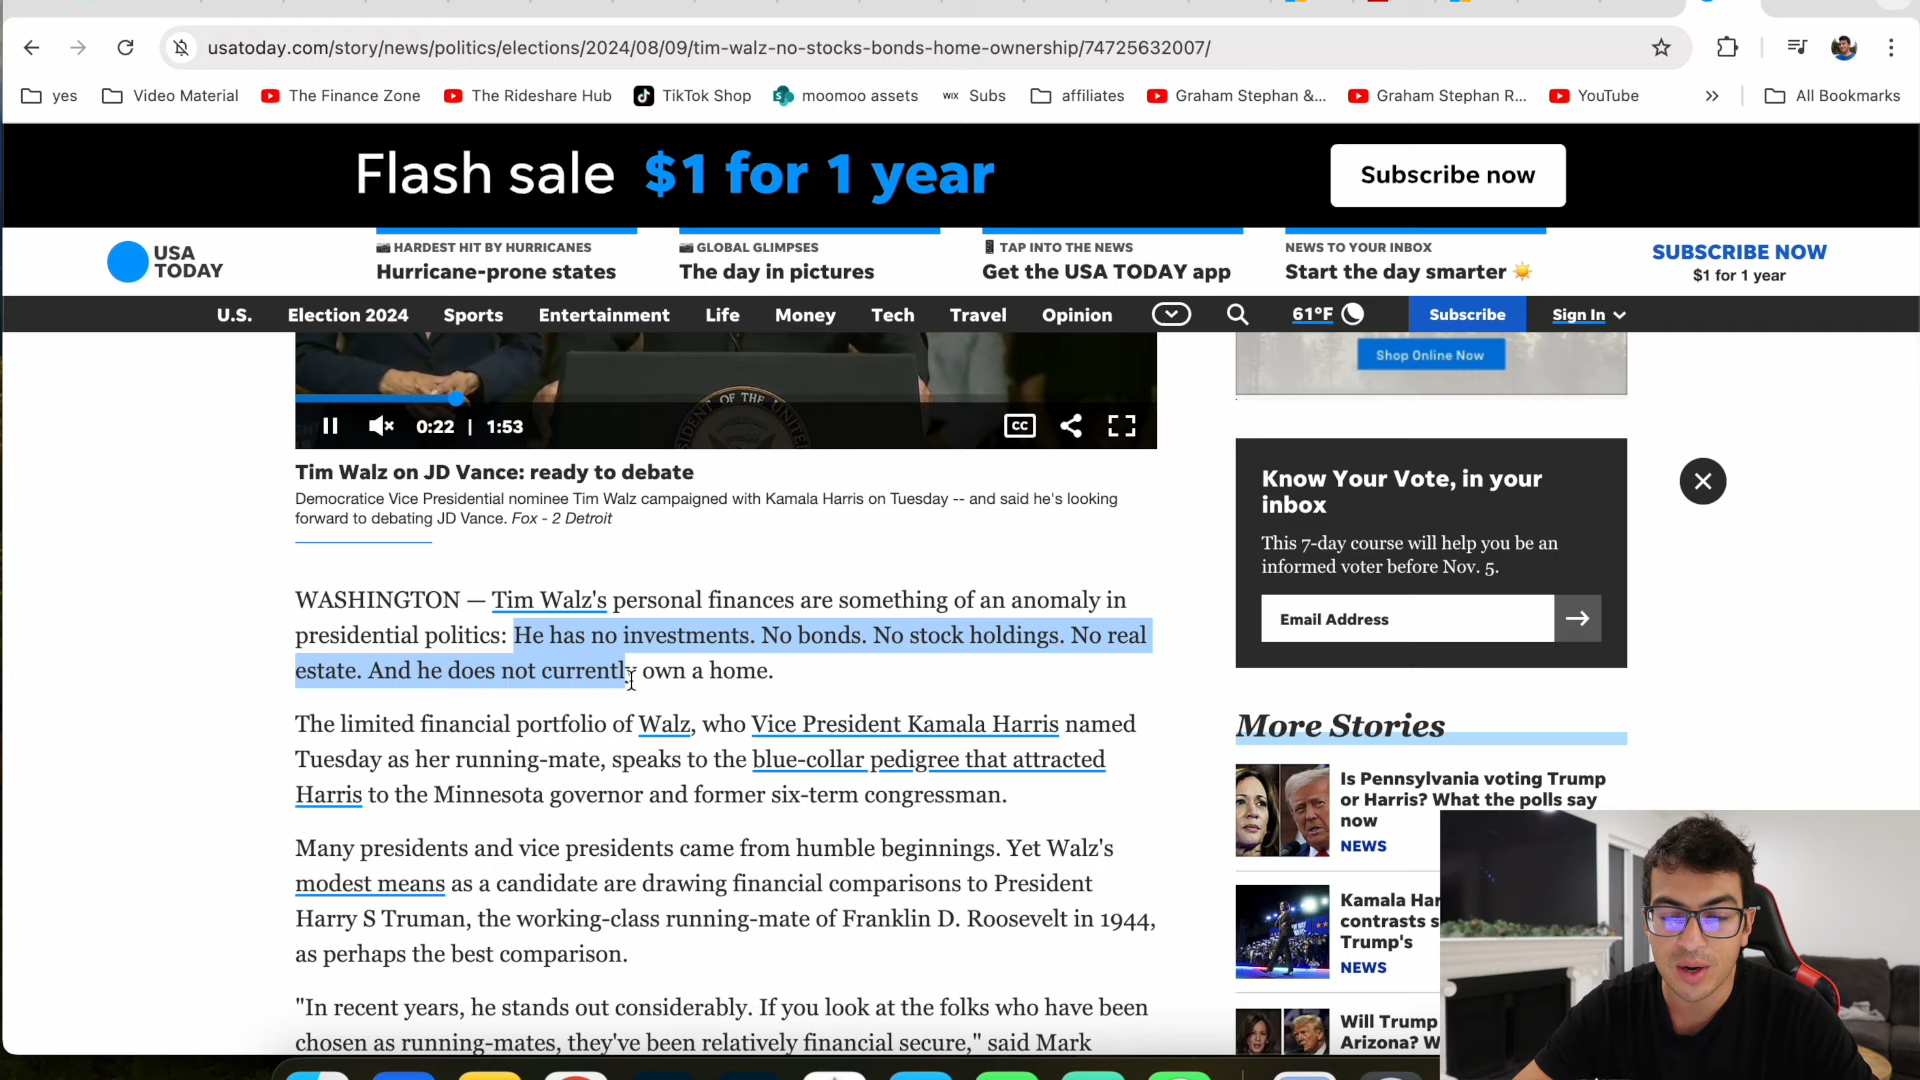 usatoday.com/story/news/politics/elections/2024/08/09/tim-walz-no-stocks-bonds-home-ownership/74725632007/
yes
Video Material
The Finance Zone
The Rideshare Hub
TikTok Shop
moomoo assets
WIX Subs
affiliates
Graham Stephan &...
Graham Stephan R...
YouTube
All Bookmarks
Flash sale $1 for 1 year
Subscribe now
USA TODAY
HARDEST HIT BY HURRICANES
Hurricane-prone states
GLOBAL GLIMPSES
The day in pictures
TAP INTO THE NEWS
Get the USA TODAY app
NEWS TO YOUR INBOX
Start the day smarter
SUBSCRIBE NOW
$1 for 1 year
U.S. Election 2024 Sports Entertainment Life Money Tech Travel Opinion 61°F Subscribe Sign In
OF THE
0:22 | 1:53
CC
Shop Online Now
Tim Walz on JD Vance: ready to debate
Democratice Vice Presidential nominee Tim Walz campaigned with Kamala Harris on Tuesday -- and said he's looking
forward to debating JD Vance. Fox - 2 Detroit
WASHINGTON — Tim Walz's personal finances are something of an anomaly in
presidential politics: He has no investments. No bonds. No stock holdings. No real
estate. And he does not currently own a home.
The limited financial portfolio of Walz, who Vice President Kamala Harris named
Tuesday as her running-mate, speaks to the blue-collar pedigree that attracted
Harris to the Minnesota governor and former six-term congressman.
Many presidents and vice presidents came from humble beginnings. Yet Walz's
modest means as a candidate are drawing financial comparisons to President
Harry S Truman, the working-class running-mate of Franklin D. Roosevelt in 1944,
as perhaps the best comparison.
"In recent years, he stands out considerably. If you look at the folks who have been
chosen as running-mates, they've been relatively financial secure," said Mark
Know Your Vote, in your
inbox
This 7-day course will help you be an
informed voter before Nov. 5.
Email Address
More Stories
Is Pennsylvania voting Trump
or Harris? What the polls say
now
NEWS
Kamala Har
contrasts s
Trump's
NEWS
Will Trump
Arizona? W